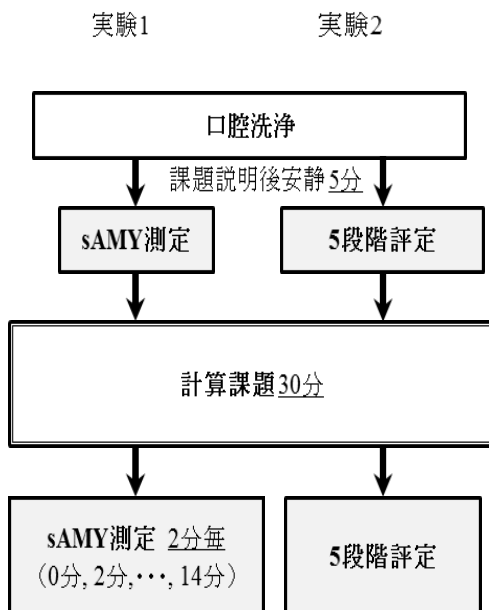 実験1 実験2
口腔洗浄
課題説明後安静 5分
sAMY測定 5段階評定
計算課題 30分
sAMY測定 2分毎
（0分, 2分,･･･, 14分）
5段階評定